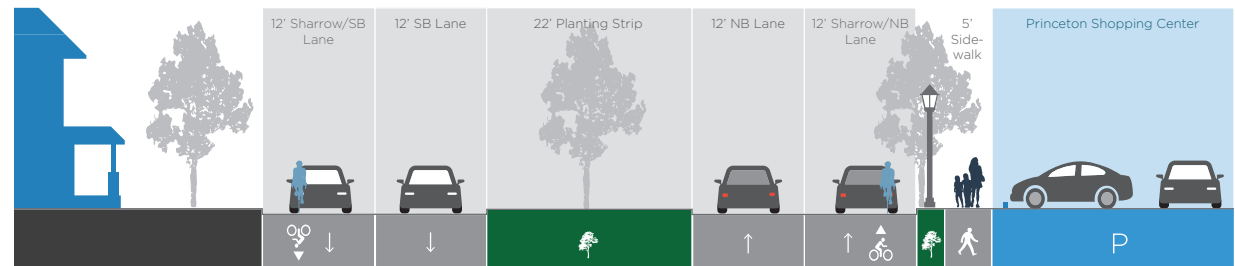 12’ Sharrow/SB
Lane
12’ SB Lane
22’ Planting Strip
12’ NB Lane
12’ Sharrow/NB
Lane
5’
Side-
walk
Princeton Shopping Center
P